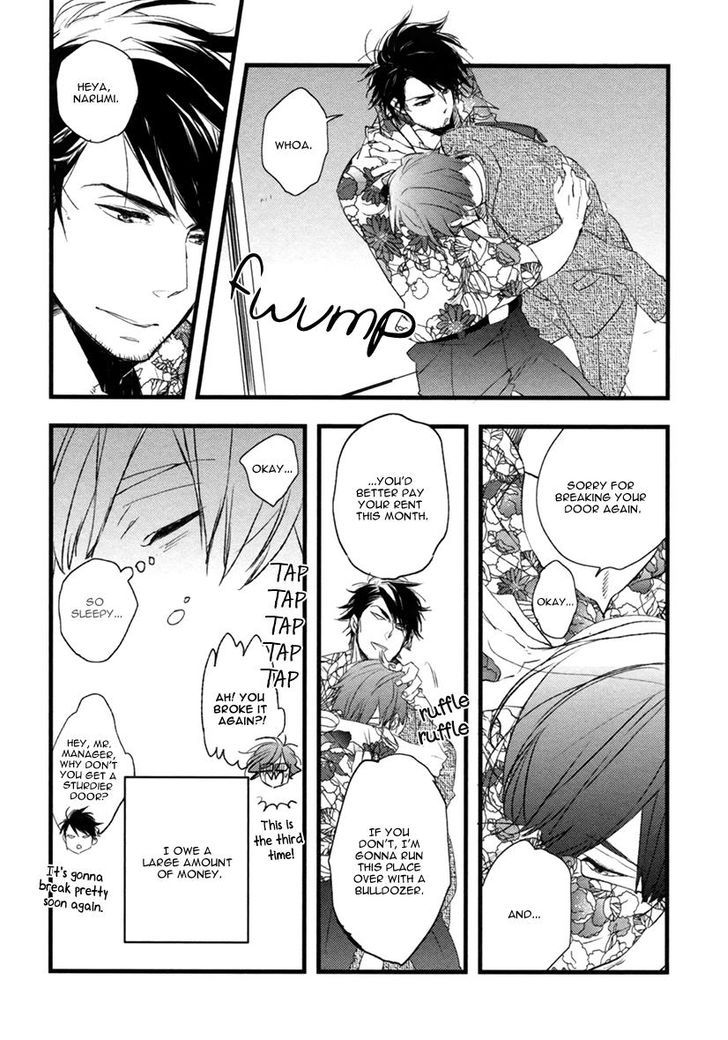 WHOA.
FWUMP
HEYA,
NARUMI.
SORRY FOR
BREAKING YOUR
DOOR AGAIN.
OKAY...
AND...
...YOU'D
BETTER PAY
YOUR RENT
THIS MONTH.
ruffle
ruffle
IF YOU
DON'T, I'M
GONNA RUN
THIS PLACE
OVER WITH A
BULLDOZER.
OKAY...
SO
SLEEPY...
TAP
TAP
TAP
TAP
TAP
AH! YOU
BROKE IT
AGAIN?!
This is
the third
time!
HEY, MR.
MANAGER,
WHY DON'T
YOU GET A
STURDIER
DOOR?
It's gonna
break pretty
soon again.
I OWE A
LARGE AMOUNT
OF MONEY.